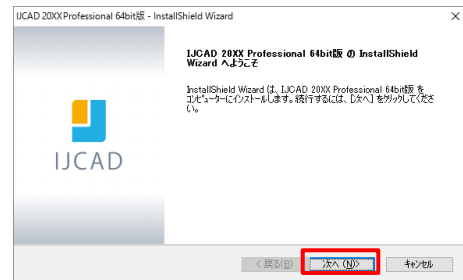 IJCAD 20XX Professional 64bit版 - InstallShield Wizard
IJCAD 20XX Professional 64bit版 の InstallShield
Wizard へようこそ
InstallShield Wizard は、IJCAD 20XX Professional 64bit版 を
コンピューターにインストールします。続行するには、[次へ] をクリックしてくださ
い。
IJCAD
< 戻る(B)
次へ (N)>
キャンセル